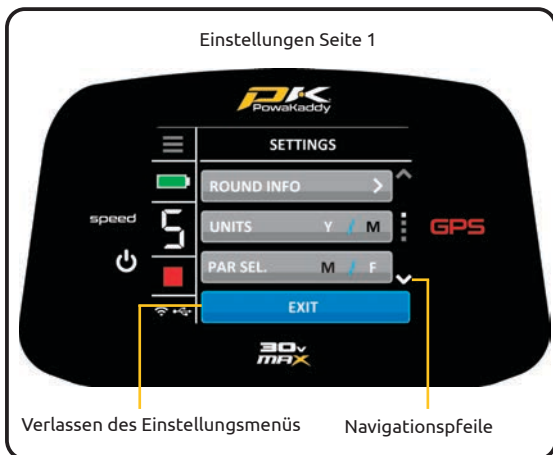 Einstellungen Seite 1
PK
PowaKaddy
SETTINGS
ROUND INFO
speed
5
UNITS Y / M
GPS
PAR SEL. M / F
EXIT
30v
max
Verlassen des Einstellungsmenüs
Navigationspfeile